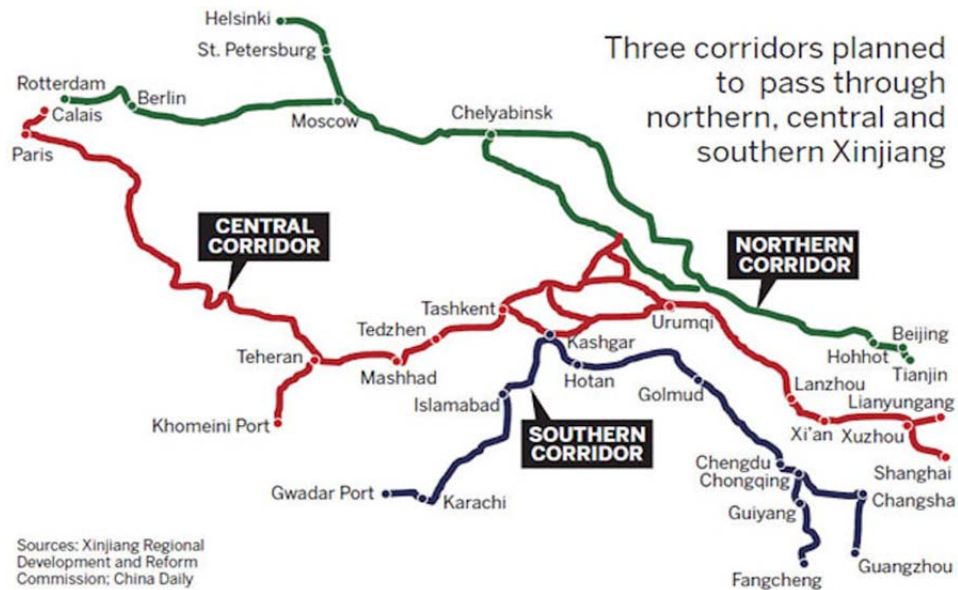 Three corridors planned
to pass through
northern, central and
southern Xinjiang
Helsinki
St. Petersburg
Rotterdam
Calais
Berlin
Moscow
Chelyabinsk
Paris
CENTRAL
CORRIDOR
NORTHERN
CORRIDOR
Tashkent
Urumqi
Tedzhen
Kashgar
Beijing
Hohhot
Tianjin
Teheran
Mashhad
Hotan
Golmud
Lanzhou
Islamabad
Lianyungang
Khomeini Port
SOUTHERN
CORRIDOR
Xi'an
Xuzhou
Chengdu
Shanghai
Chongqing
Gwadar Port
Karachi
Changsha
Guiyang
Guangzhou
Fangcheng
Sources: Xinjiang Regional
Development and Reform
Commission; China Daily